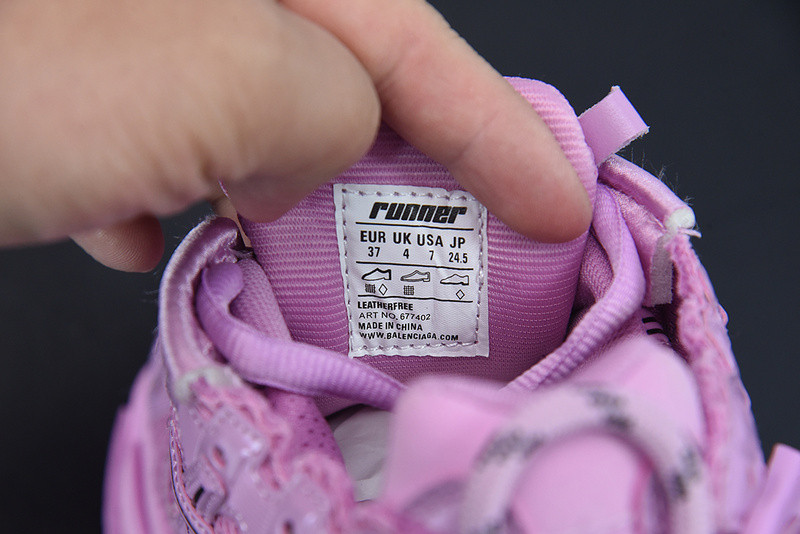 runner
EUR UK USA JP
37 4 7 24.5
LEATHERFREE
ART NO. 677402
MADE IN CHINA
WWW.BALENCIAGA.COM